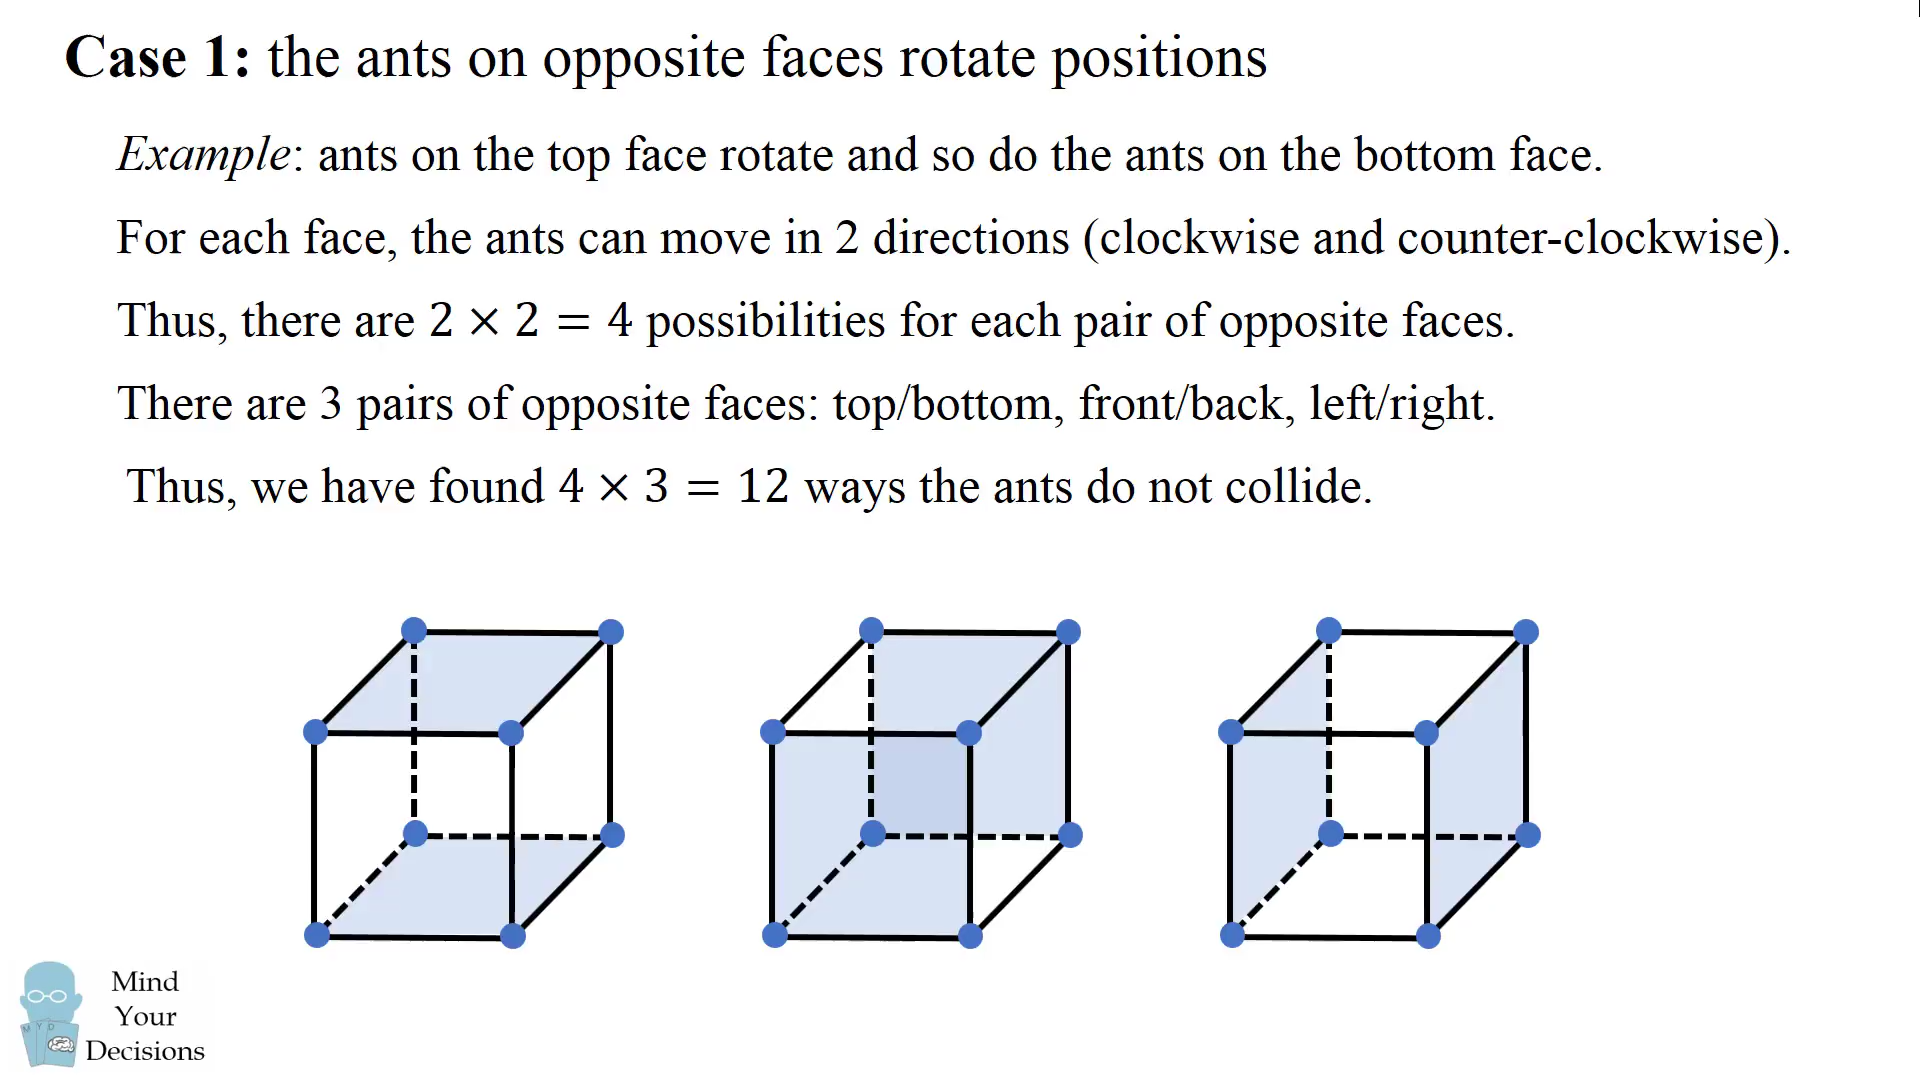 Case 1: the ants on opposite faces rotate positions
Example: ants on the top face rotate and so do the ants on the bottom face.
For each face, the ants can move in 2 directions (clockwise and counter-clockwise).
Thus, there are 2 × 2 = 4 possibilities for each pair of opposite faces.
There are 3 pairs of opposite faces: top/bottom, front/back, left/right.
Thus, we have found 4 × 3 = 12 ways the ants do not collide.
M Y D
Mind
Your
Decisions